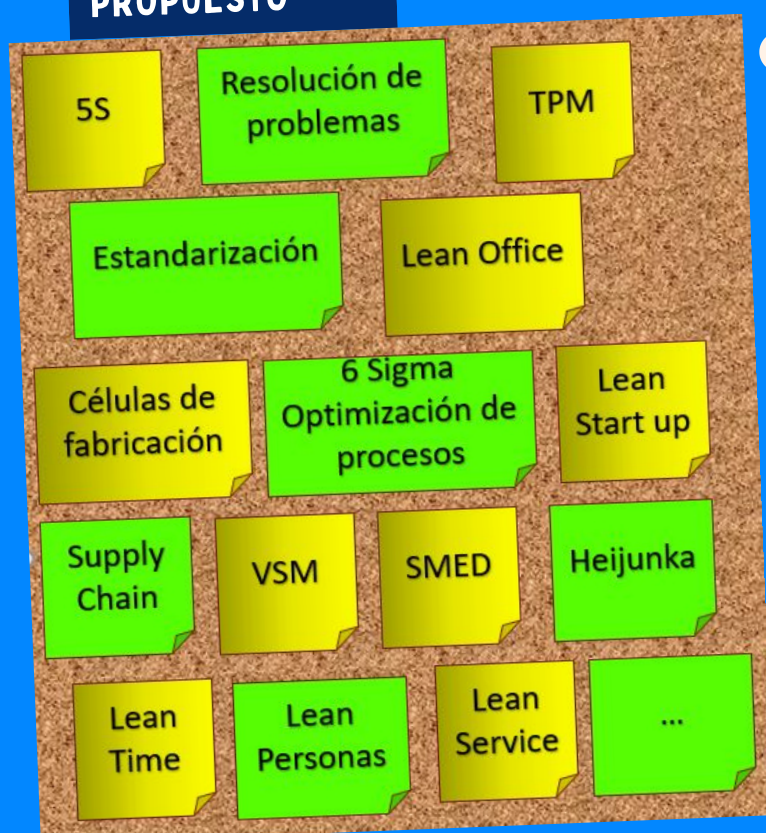 PROPUESTO
5S
Resolución de
problemas
TPM
Estandarización
Lean Office
Células de
fabricación
6 Sigma
Optimización de
procesos
Lean
Start up
Supply
Chain
VSM
SMED
Heijunka
Lean
Time
Lean
Personas
Lean
Service
...